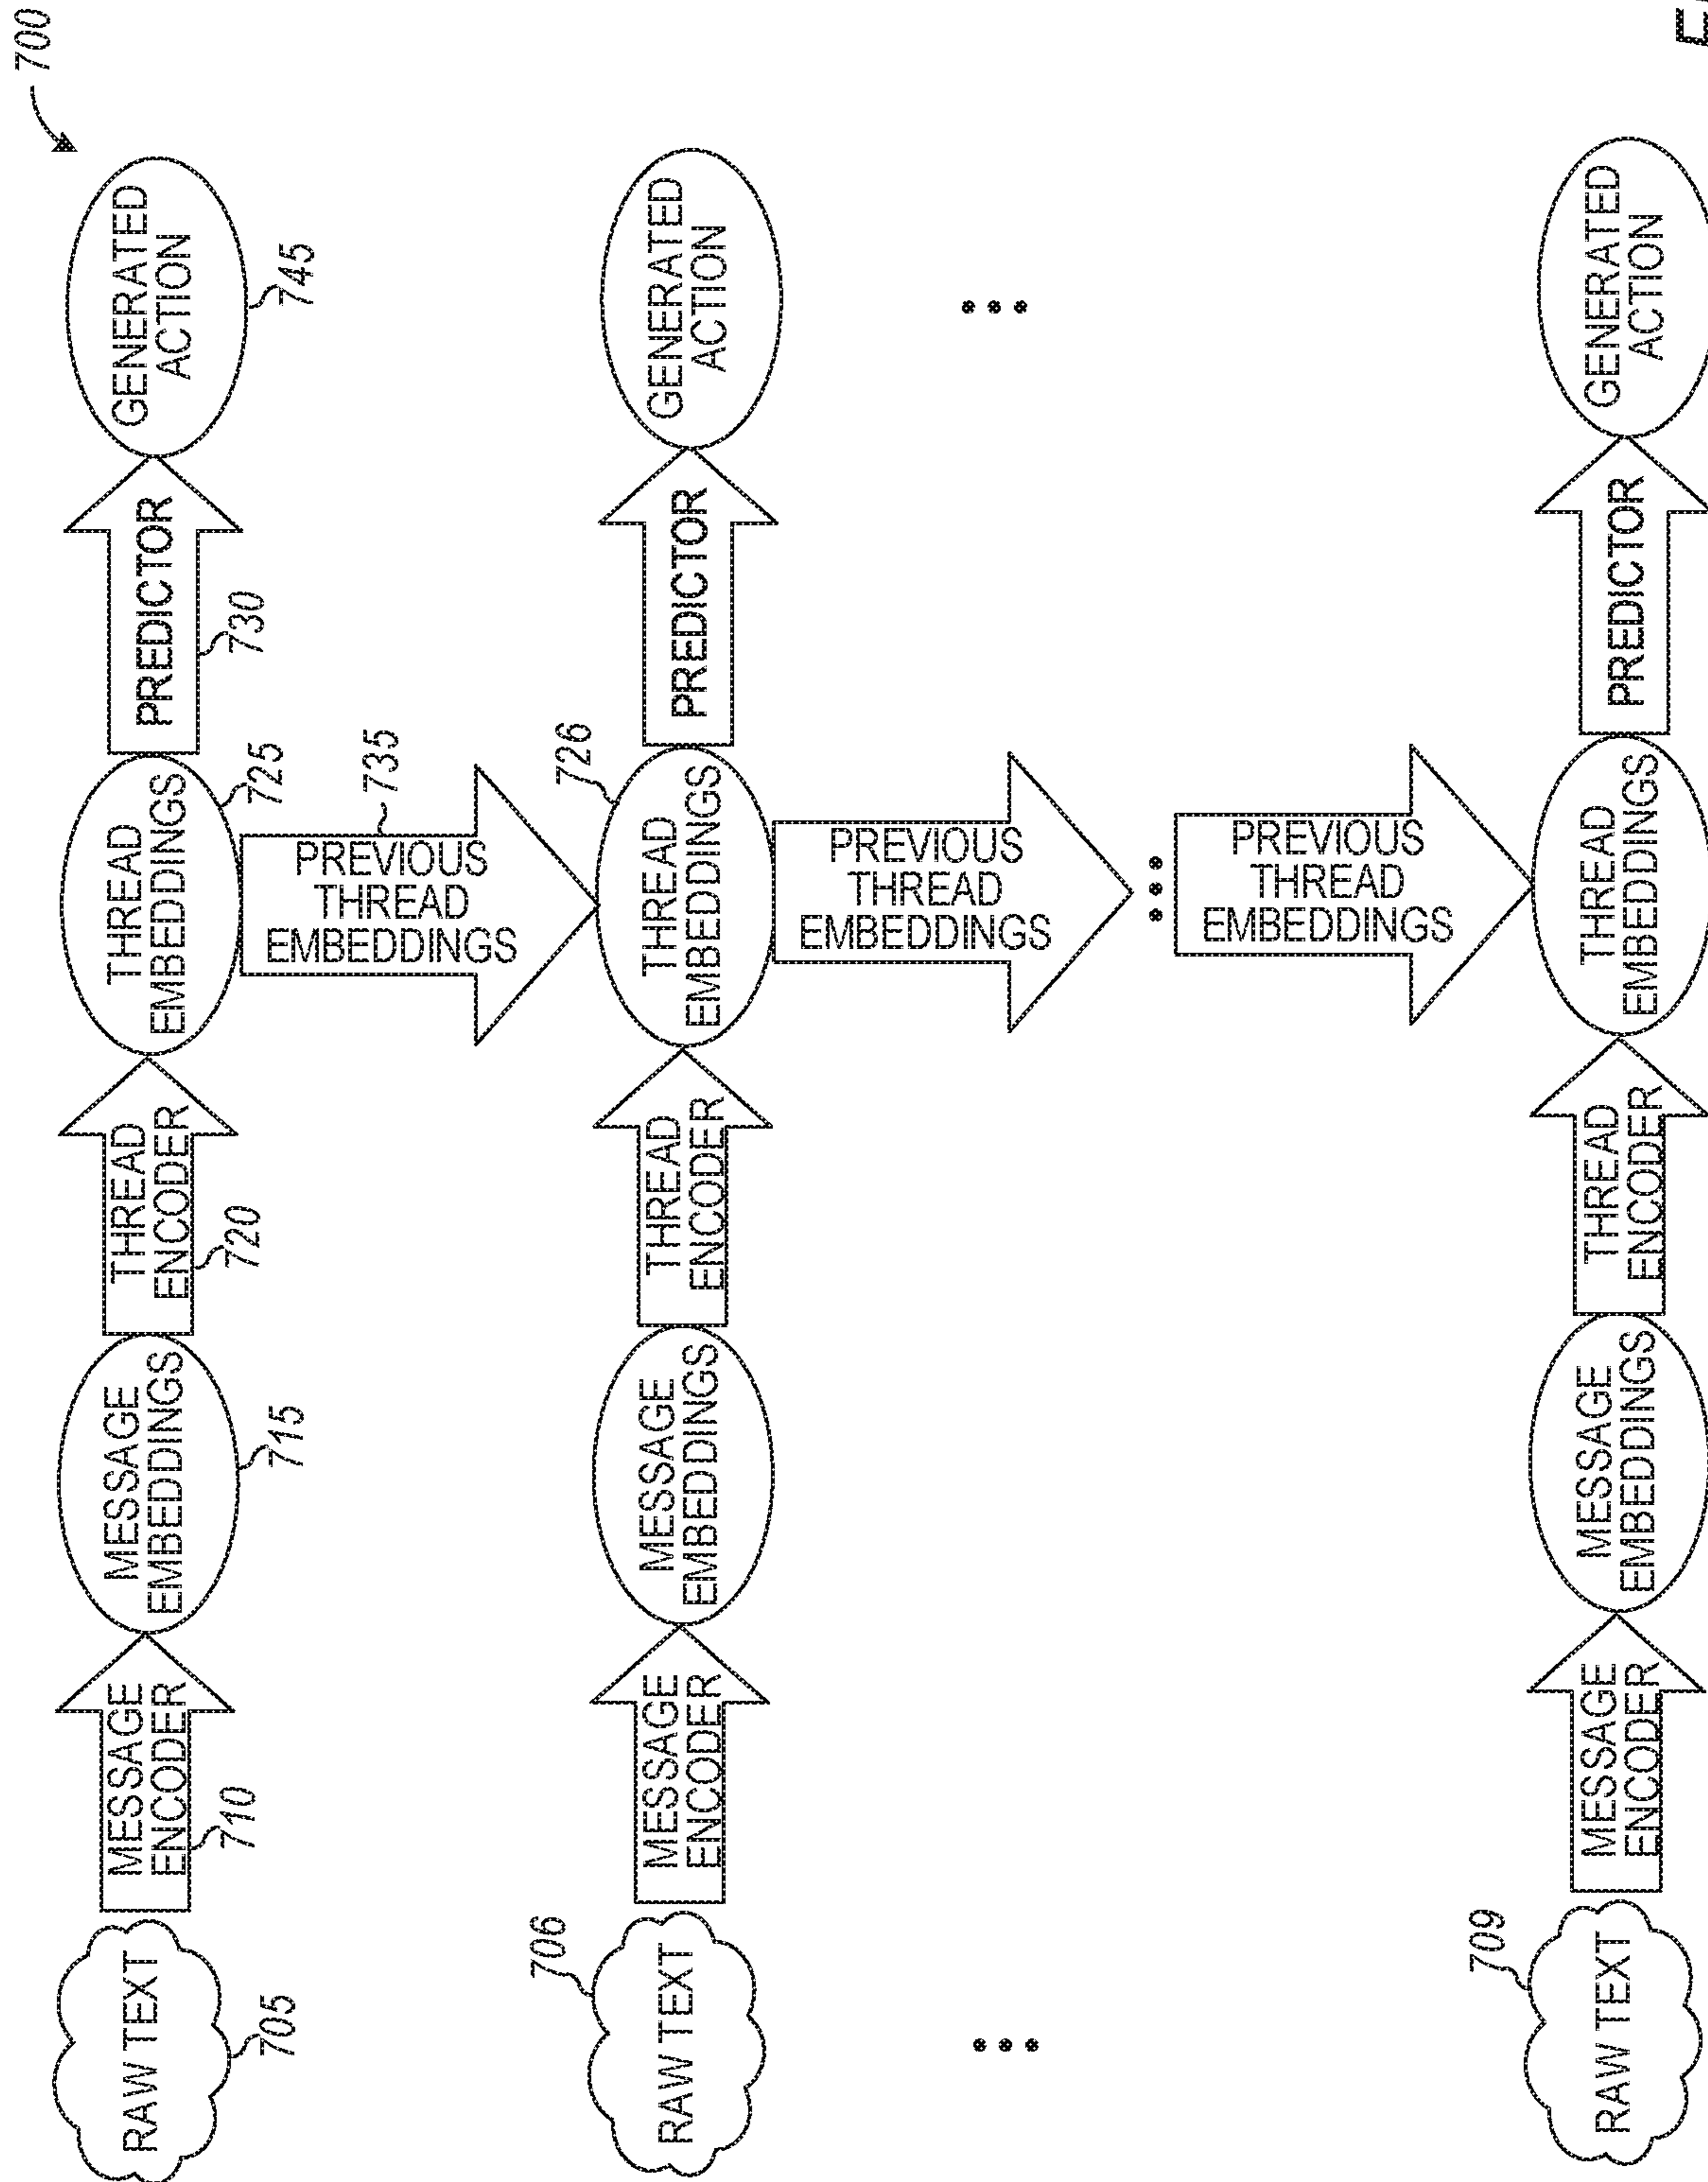 700
RAW TEXT
705
MESSAGE
ENCODER
710
MESSAGE
EMBEDDINGS
715
THREAD
ENCODER
720
THREAD
EMBEDDINGS
725
PREDICTOR
730
GENERATED
ACTION
745
PREVIOUS
THREAD
EMBEDDINGS
735
RAW TEXT
706
MESSAGE
ENCODER
MESSAGE
EMBEDDINGS
THREAD
ENCODER
THREAD
EMBEDDINGS
726
PREDICTOR
GENERATED
ACTION
PREVIOUS
THREAD
EMBEDDINGS
PREVIOUS
THREAD
EMBEDDINGS
RAW TEXT
709
MESSAGE
ENCODER
MESSAGE
EMBEDDINGS
THREAD
ENCODER
THREAD
EMBEDDINGS
PREDICTOR
GENERATED
ACTION